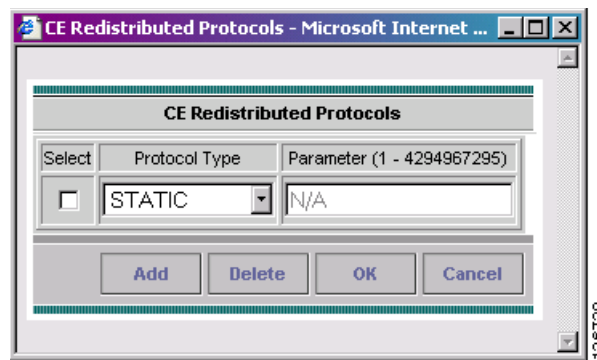 CE Redistributed Protocols - Microsoft Internet ...
CE Redistributed Protocols
Select Protocol Type Parameter (1 - 4294967295)
STATIC N/A
Add Delete OK Cancel